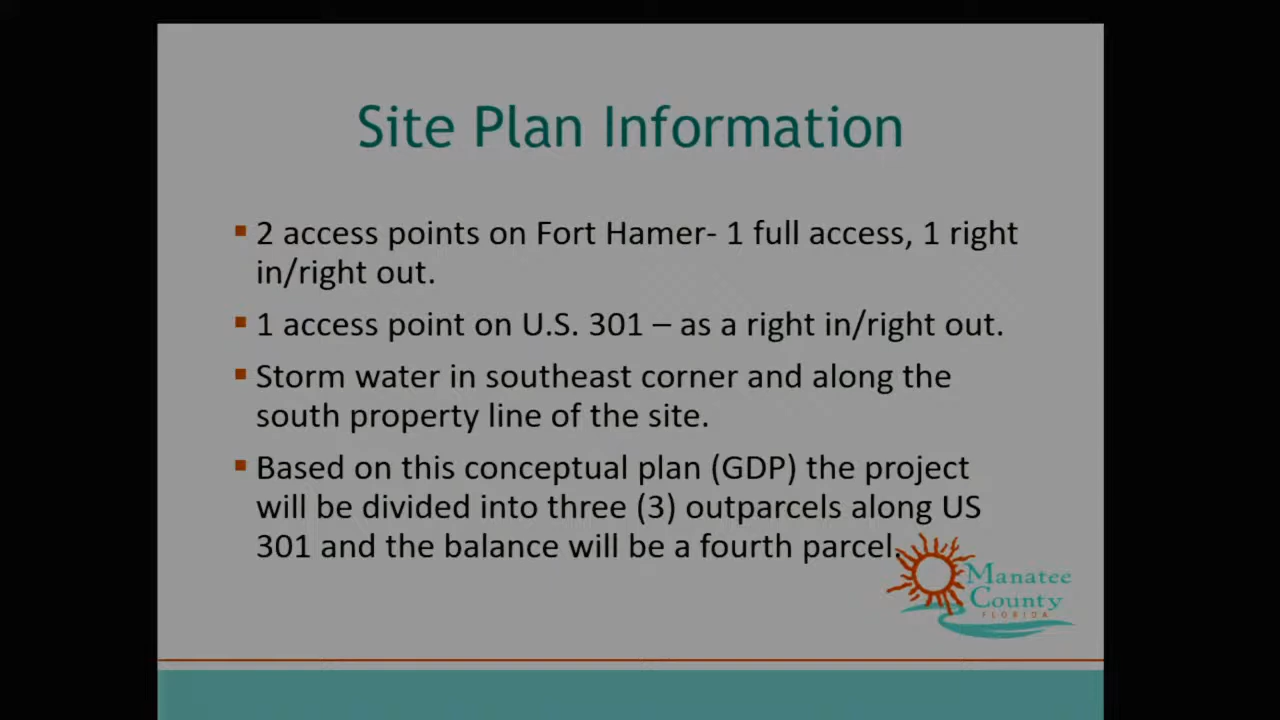 Site Plan Information
2 access points on Fort Hamer- 1 full access, 1 right
in/right out.
1 access point on U.S. 301 – as a right in/right out.
Storm water in southeast corner and along the
south property line of the site.
Based on this conceptual plan (GDP) the project
will be divided into three (3) outparcels along US
301 and the balance will be a fourth parcel.
Manatee
County
FLORIDA